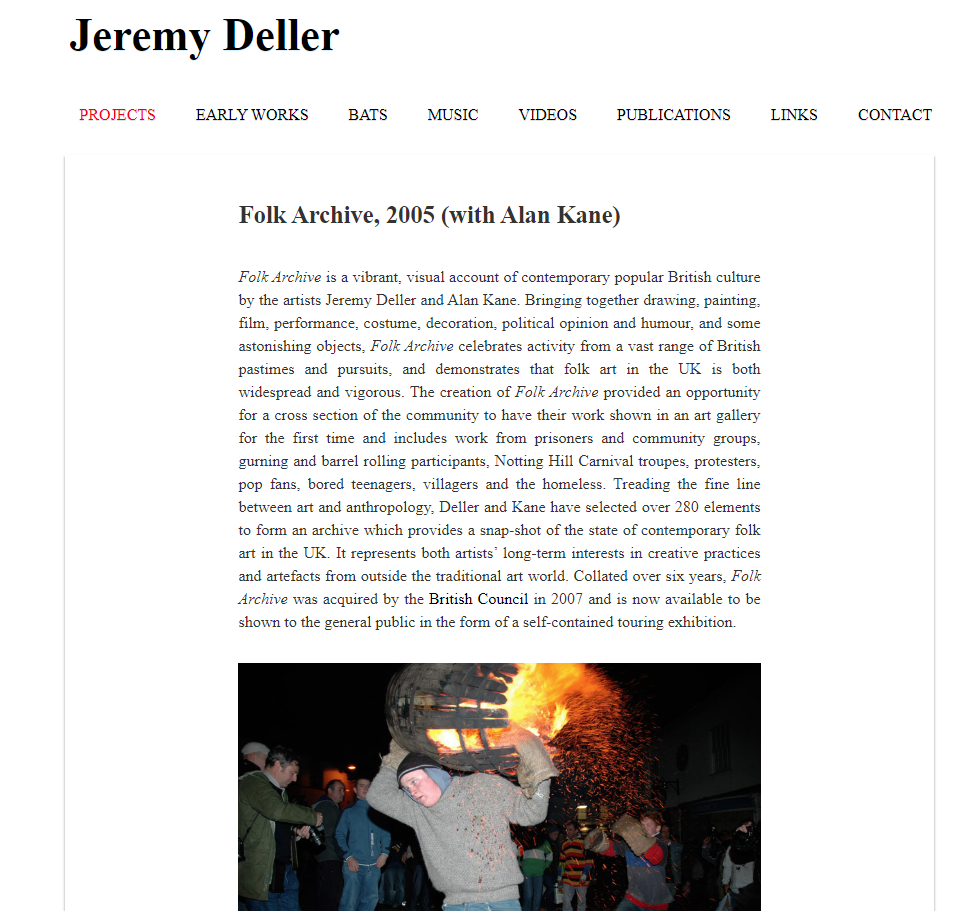 Jeremy Deller
PROJECTS EARLY WORKS BATS MUSIC VIDEOS PUBLICATIONS LINKS CONTACT
Folk Archive, 2005 (with Alan Kane)
Folk Archive is a vibrant, visual account of contemporary popular British culture
by the artists Jeremy Deller and Alan Kane. Bringing together drawing, painting,
film, performance, costume, decoration, political opinion and humour, and some
astonishing objects, Folk Archive celebrates activity from a vast range of British
pastimes and pursuits, and demonstrates that folk art in the UK is both
widespread and vigorous. The creation of Folk Archive provided an opportunity
for a cross section of the community to have their work shown in an art gallery
for the first time and includes work from prisoners and community groups,
gurning and barrel rolling participants, Notting Hill Carnival troupes, protesters,
pop fans, bored teenagers, villagers and the homeless. Treading the fine line
between art and anthropology, Deller and Kane have selected over 280 elements
to form an archive which provides a snap-shot of the state of contemporary folk
art in the UK. It represents both artists’ long-term interests in creative practices
and artefacts from outside the traditional art world. Collated over six years, Folk
Archive was acquired by the British Council in 2007 and is now available to be
shown to the general public in the form of a self-contained touring exhibition.